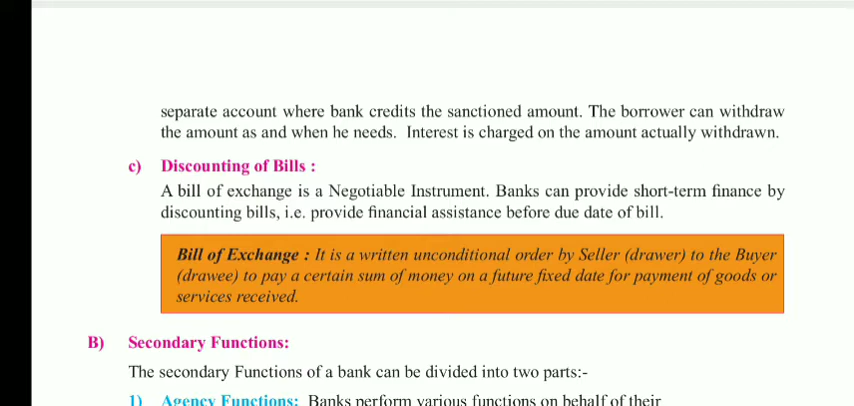 separate account where bank credits the sanctioned amount. The borrower can withdraw
the amount as and when he needs. Interest is charged on the amount actually withdrawn.
c) Discounting of Bills :
A bill of exchange is a Negotiable Instrument. Banks can provide short-term finance by
discounting bills, i.e. provide financial assistance before due date of bill.
Bill of Exchange : It is a written unconditional order by Seller (drawer) to the Buyer
(drawee) to pay a certain sum of money on a future fixed date for payment of goods or
services received.
B) Secondary Functions:
The secondary Functions of a bank can be divided into two parts:-
1) Agency Functions: Banks perform various functions on behalf of their